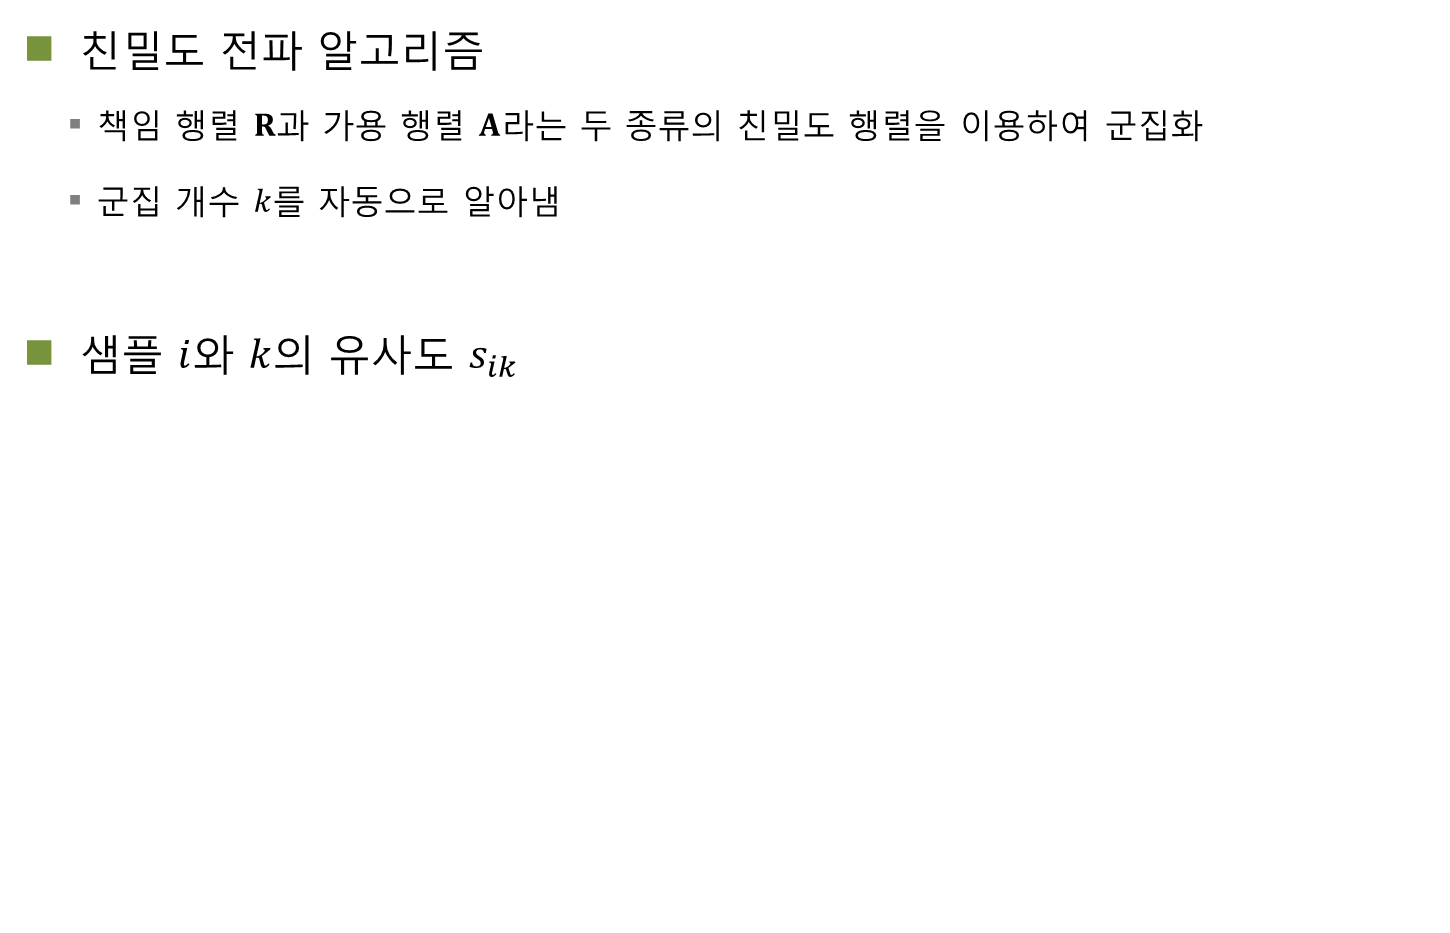 ■ 친밀도 전파 알고리즘
▪ 책임 행렬 R과 가용 행렬 A라는 두 종류의 친밀도 행렬을 이용하여 군집화
▪ 군집 개수 k를 자동으로 알아냄
■ 샘플 i와 k의 유사도 s_{ik}